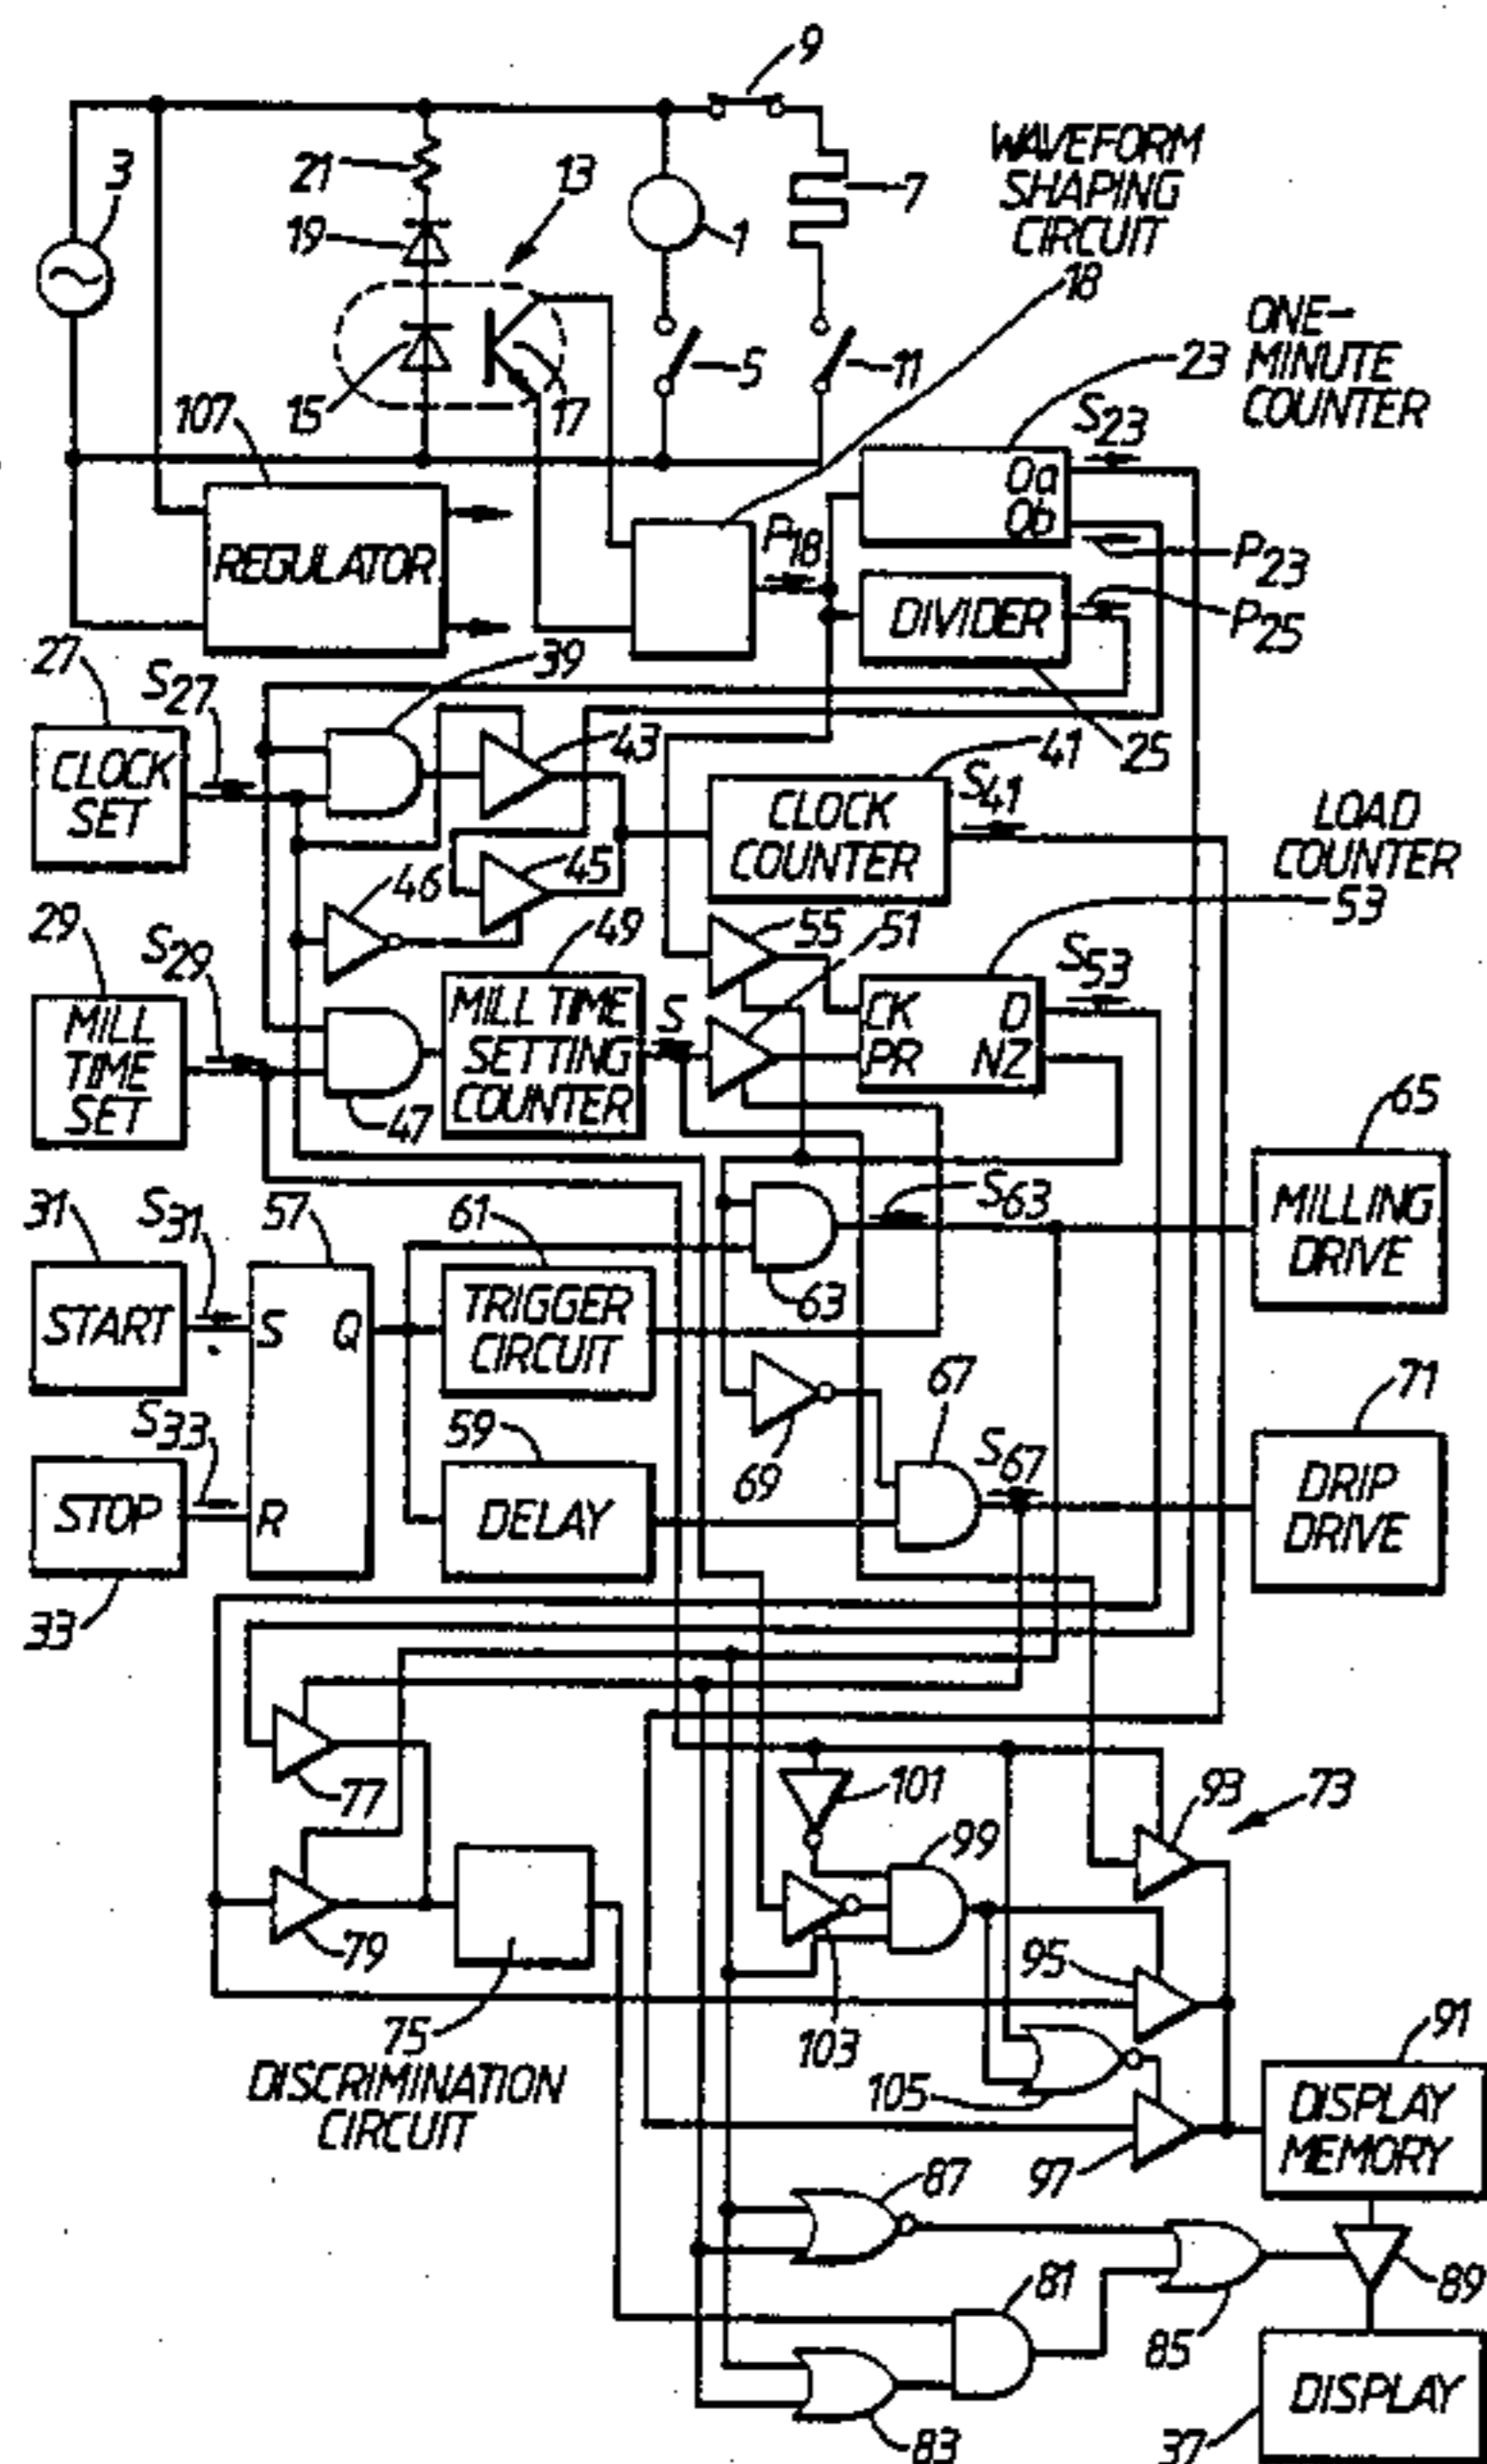 9
3
21
13
WAVEFORM
SHAPING
CIRCUIT
19
1
7
18
ONE-
MINUTE
COUNTER
5
11
23
107
15
17
S23
Oa
Ob
REGULATOR
P18
P23
DIVIDER
P25
27
S27
39
43
41
25
CLOCK
SET
S41
CLOCK
COUNTER
LOAD
COUNTER
53
46
45
29
S29
49
55
51
S53
MILL
TIME
SET
MILL TIME
SETTING
COUNTER
S
CK
D
PR
NZ
47
65
31
S31
57
61
S63
MILLING
DRIVE
START
S
Q
TRIGGER
CIRCUIT
63
67
71
S33
59
69
S67
STOP
R
DELAY
DRIP
DRIVE
33
77
101
93
73
99
79
95
75
103
91
DISCRIMINATION
CIRCUIT
105
DISPLAY
MEMORY
97
87
81
89
85
DISPLAY
83
37